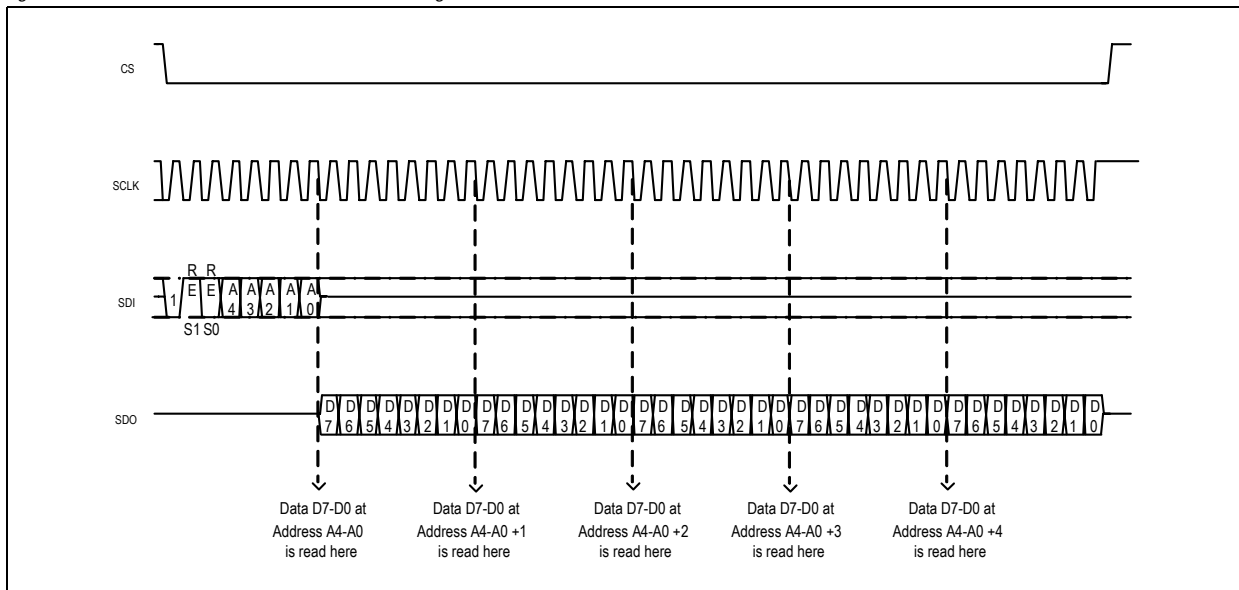 CS
SCLK
SDI
1
R R
E E A A A A A
4 3 2 1 0
S1 S0
SDO
D D D D D D D D D D D D D D D D D D D D D D D D D D D D D D D D D D D D D D D D
7 6 5 4 3 2 1 0 7 6 5 4 3 2 1 0 7 6 5 4 3 2 1 0 7 6 5 4 3 2 1 0 7 6 5 4 3 2 1 0
Data D7-D0 at
Address A4-A0
is read here
Data D7-D0 at
Address A4-A0 +1
is read here
Data D7-D0 at
Address A4-A0 +2
is read here
Data D7-D0 at
Address A4-A0 +3
is read here
Data D7-D0 at
Address A4-A0 +4
is read here